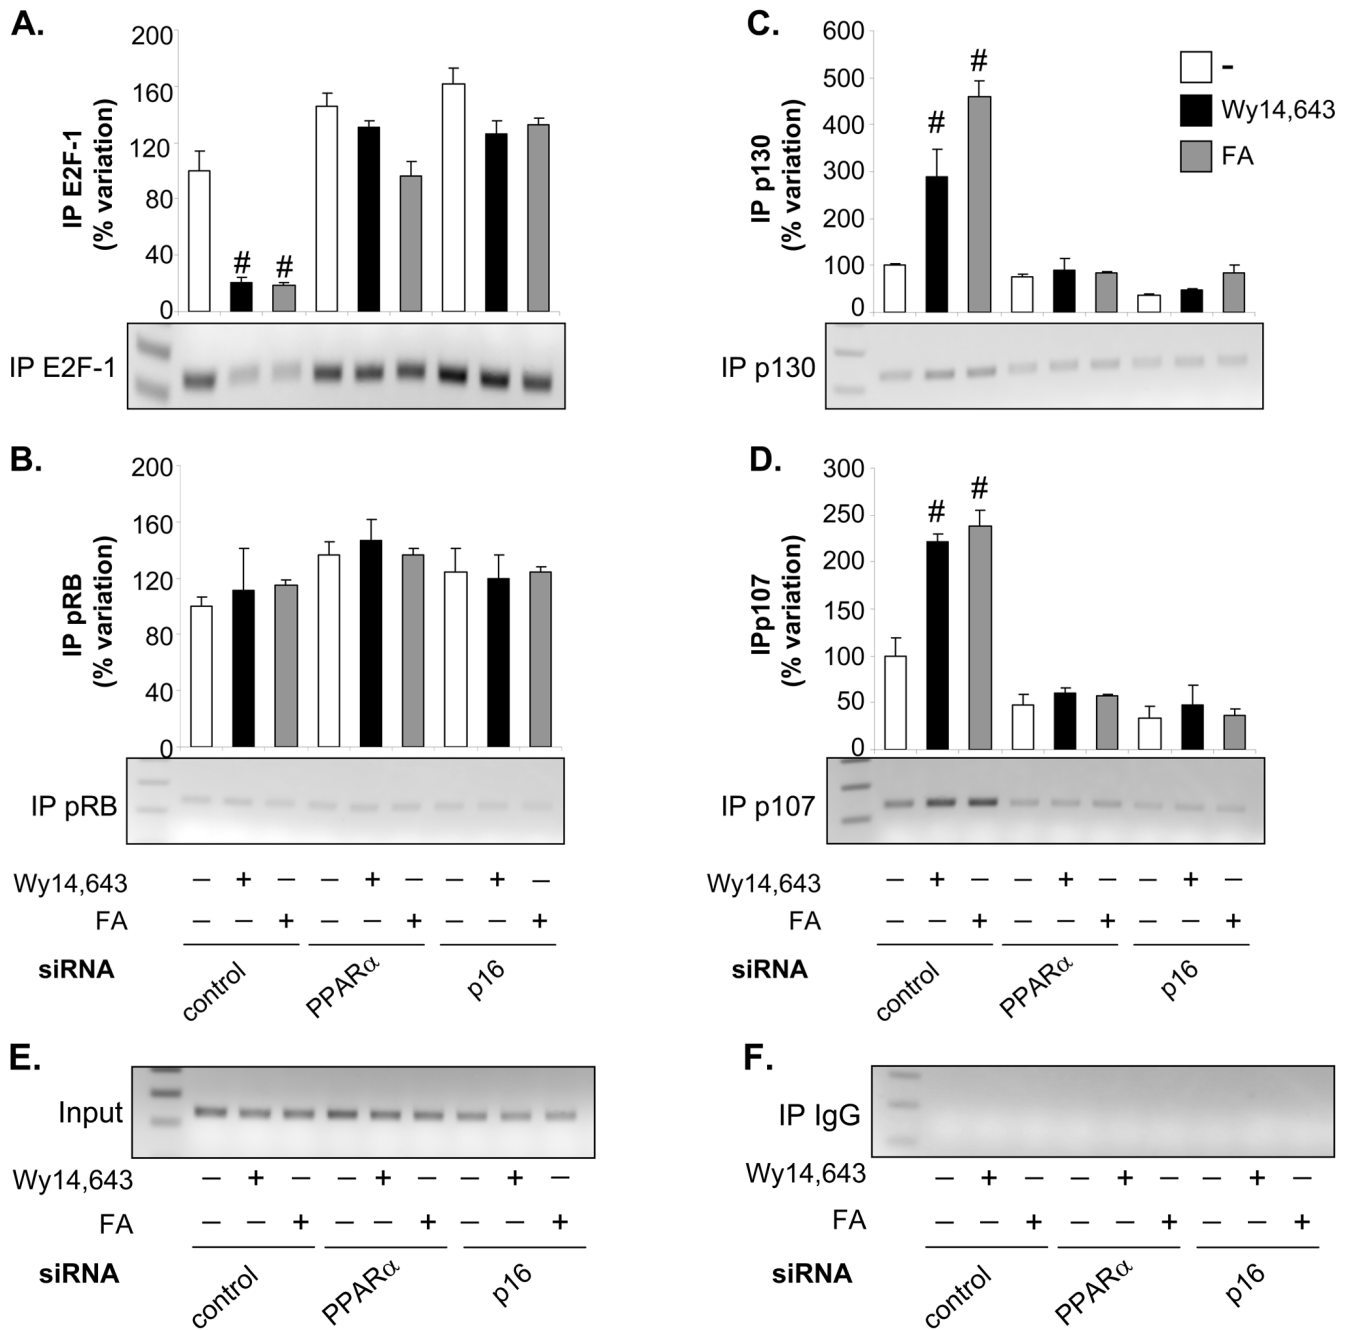 A.
200
160
120
80
40
0
IP E2F-1
(% variation)
# #
IP E2F-1
C.
600
500
400
300
200
100
0
IP p130
(% variation)
# #
-
Wy14,643
FA
IP p130
B.
200
160
120
80
40
0
IP pRB
(% variation)
IP pRB
Wy14,643 – + – – + – – + –
FA – – + – – + – – +
siRNA
control PPARα p16
D.
300
250
200
150
100
50
0
IPp107
(% variation)
# #
IP p107
Wy14,643 – + – – + – – + –
FA – – + – – + – – +
siRNA
control PPARα p16
E.
Input
Wy14,643 – + – – + – – + –
FA – – + – – + – – +
siRNA
control PPARα p16
F.
IP IgG
Wy14,643 – + – – + – – + –
FA – – + – – + – – +
siRNA
control PPARα p16